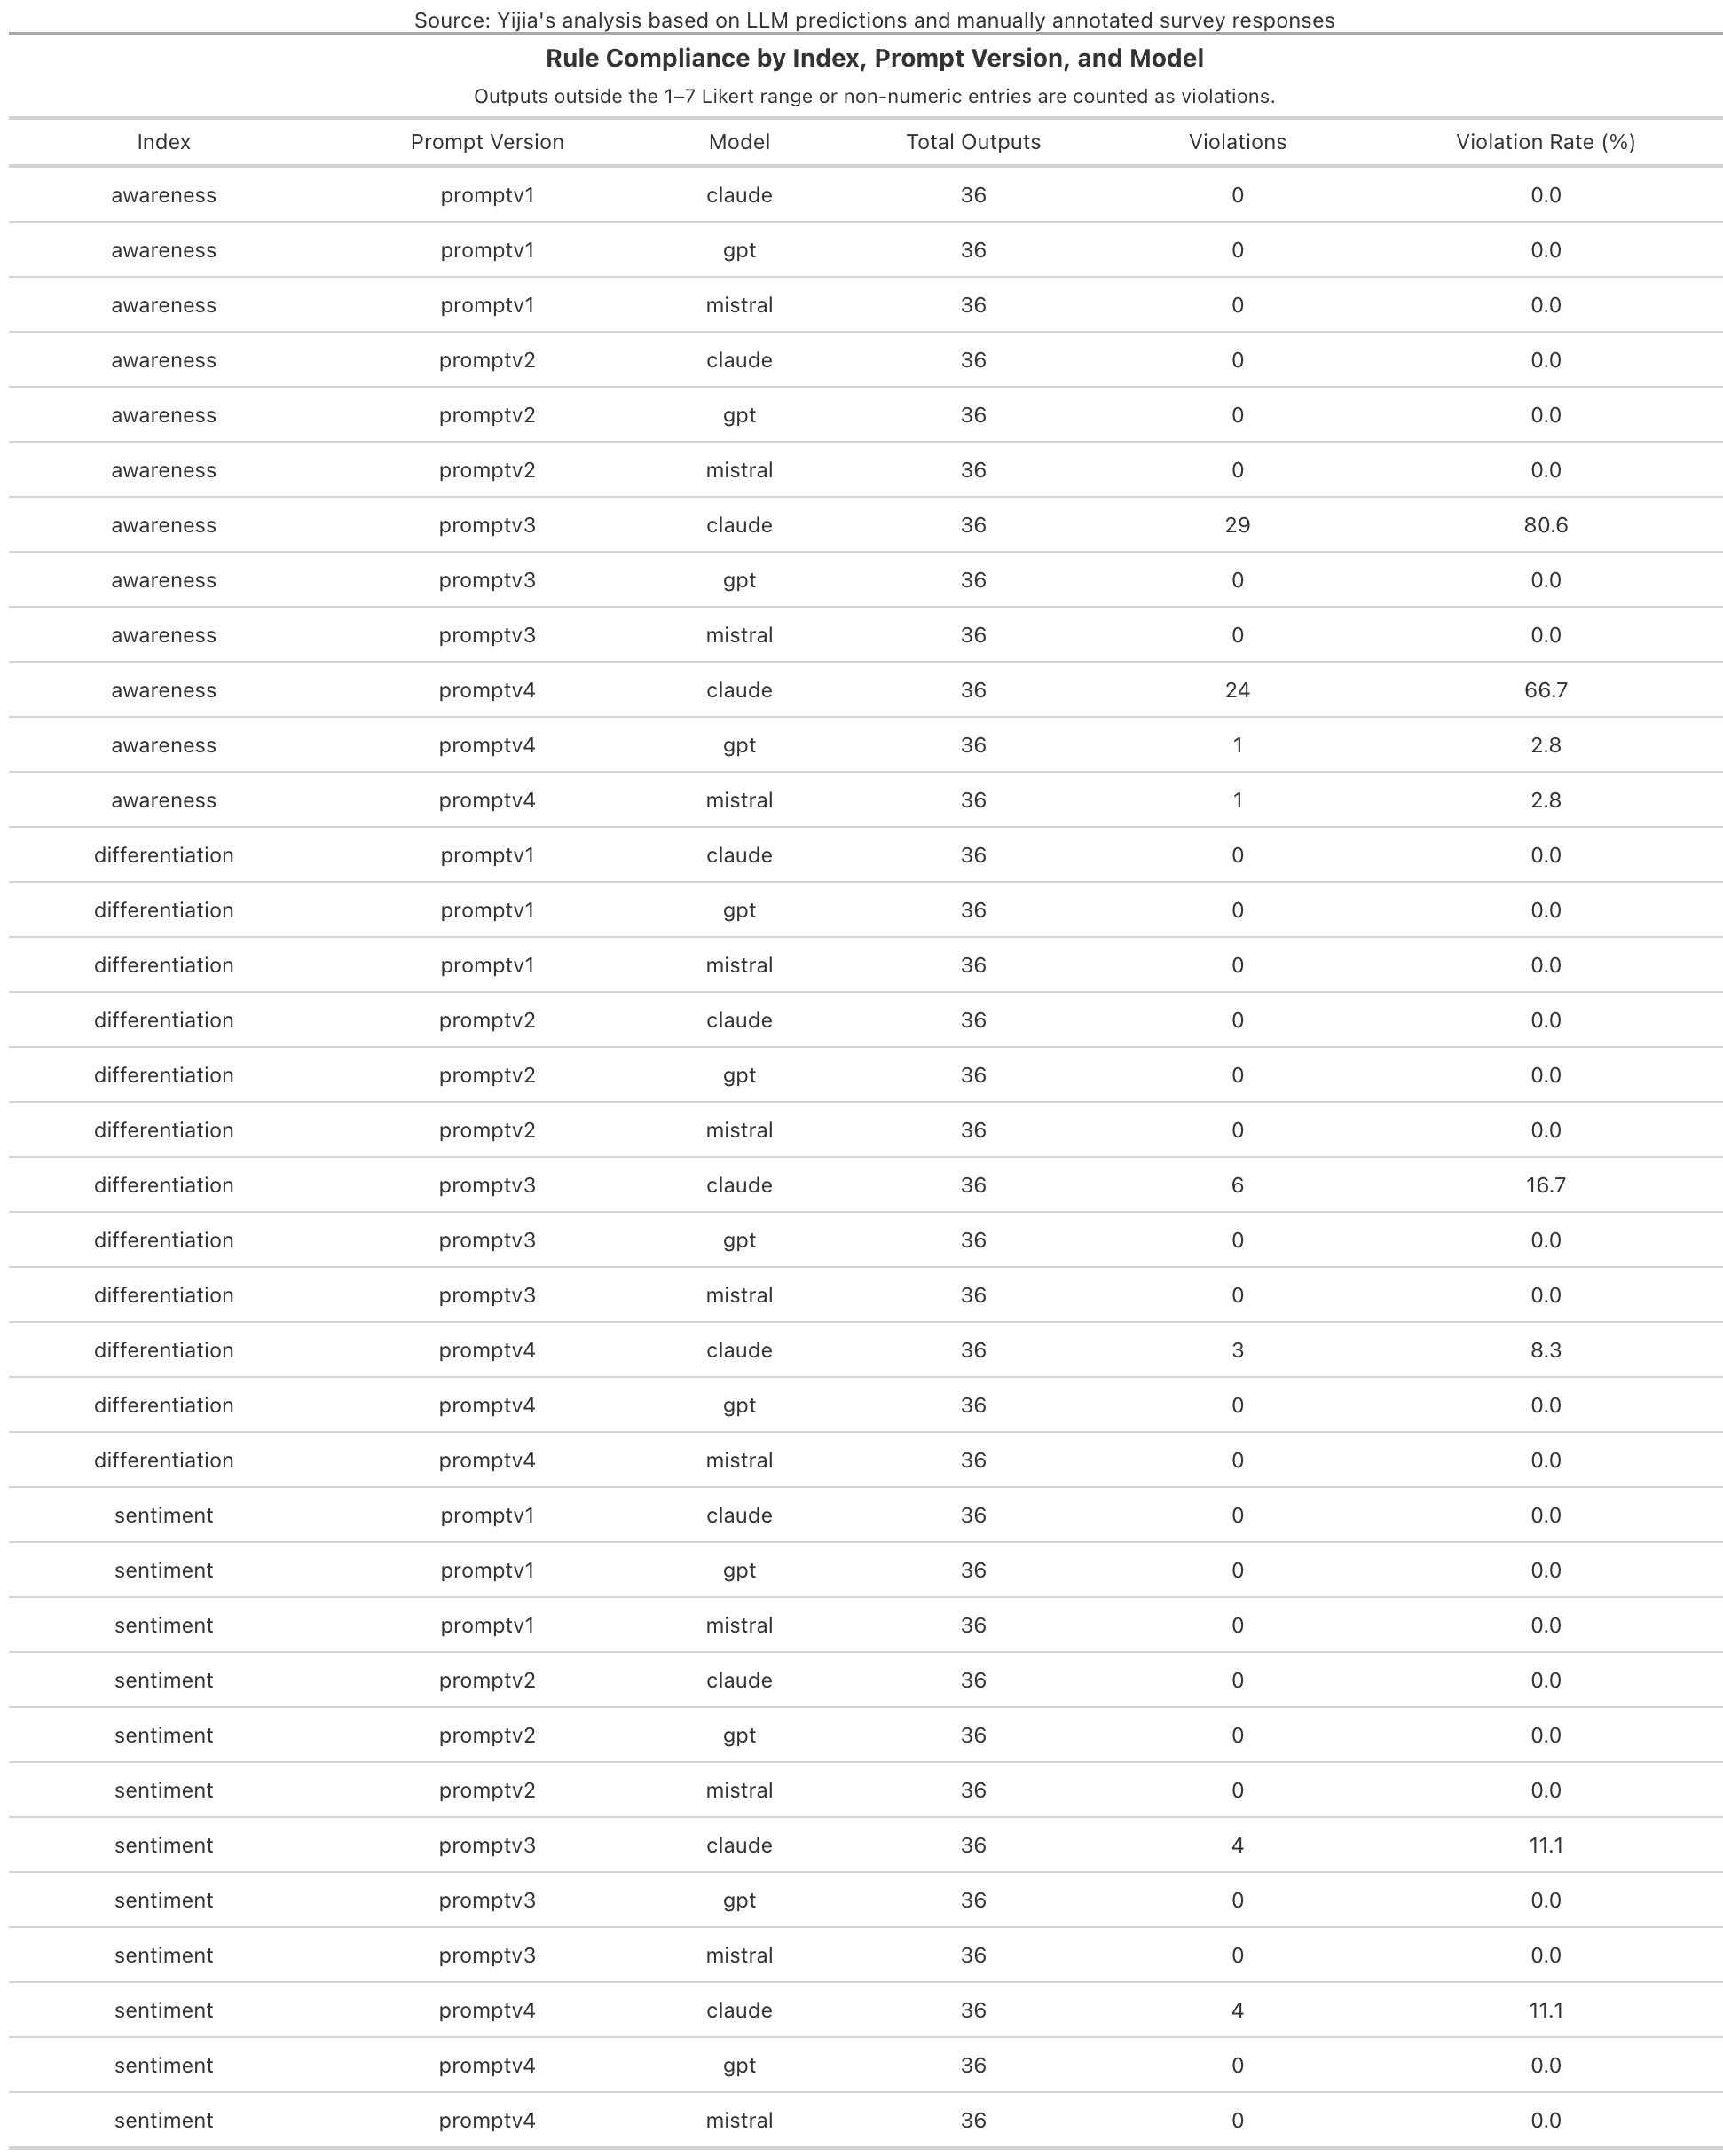 Source: Yijia's analysis based on LLM predictions and manually annotated survey responses
Rule Compliance by Index, Prompt Version, and Model
Outputs outside the 1–7 Likert range or non-numeric entries are counted as violations.
Index Prompt Version Model Total Outputs Violations Violation Rate (%)
awareness promptv1 claude 36 0 0.0
awareness promptv1 gpt 36 0 0.0
awareness promptv1 mistral 36 0 0.0
awareness promptv2 claude 36 0 0.0
awareness promptv2 gpt 36 0 0.0
awareness promptv2 mistral 36 0 0.0
awareness promptv3 claude 36 29 80.6
awareness promptv3 gpt 36 0 0.0
awareness promptv3 mistral 36 0 0.0
awareness promptv4 claude 36 24 66.7
awareness promptv4 gpt 36 1 2.8
awareness promptv4 mistral 36 1 2.8
differentiation promptv1 claude 36 0 0.0
differentiation promptv1 gpt 36 0 0.0
differentiation promptv1 mistral 36 0 0.0
differentiation promptv2 claude 36 0 0.0
differentiation promptv2 gpt 36 0 0.0
differentiation promptv2 mistral 36 0 0.0
differentiation promptv3 claude 36 6 16.7
differentiation promptv3 gpt 36 0 0.0
differentiation promptv3 mistral 36 0 0.0
differentiation promptv4 claude 36 3 8.3
differentiation promptv4 gpt 36 0 0.0
differentiation promptv4 mistral 36 0 0.0
sentiment promptv1 claude 36 0 0.0
sentiment promptv1 gpt 36 0 0.0
sentiment promptv1 mistral 36 0 0.0
sentiment promptv2 claude 36 0 0.0
sentiment promptv2 gpt 36 0 0.0
sentiment promptv2 mistral 36 0 0.0
sentiment promptv3 claude 36 4 11.1
sentiment promptv3 gpt 36 0 0.0
sentiment promptv3 mistral 36 0 0.0
sentiment promptv4 claude 36 4 11.1
sentiment promptv4 gpt 36 0 0.0
sentiment promptv4 mistral 36 0 0.0